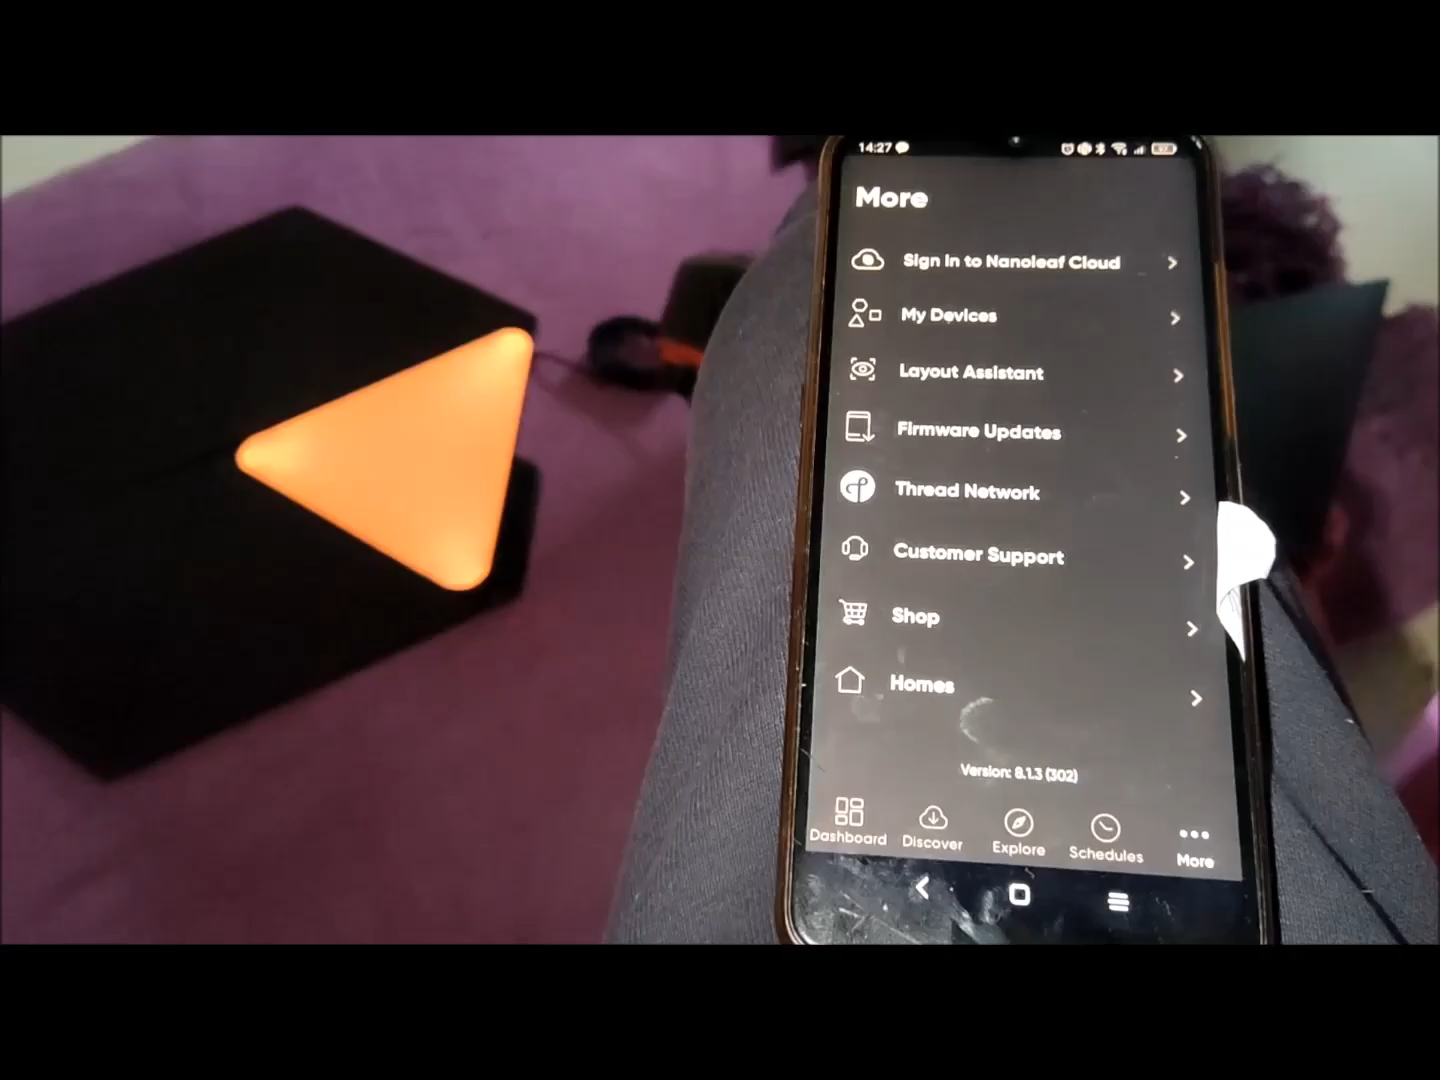 14:27
More
Sign In to Nanoleaf Cloud
My Devices
Layout Assistant
Firmware Updates
Thread Network
Customer Support
Shop
Homes
Version: 8.1.3 (302)
Dashboard
Discover
Explore
Schedules
More